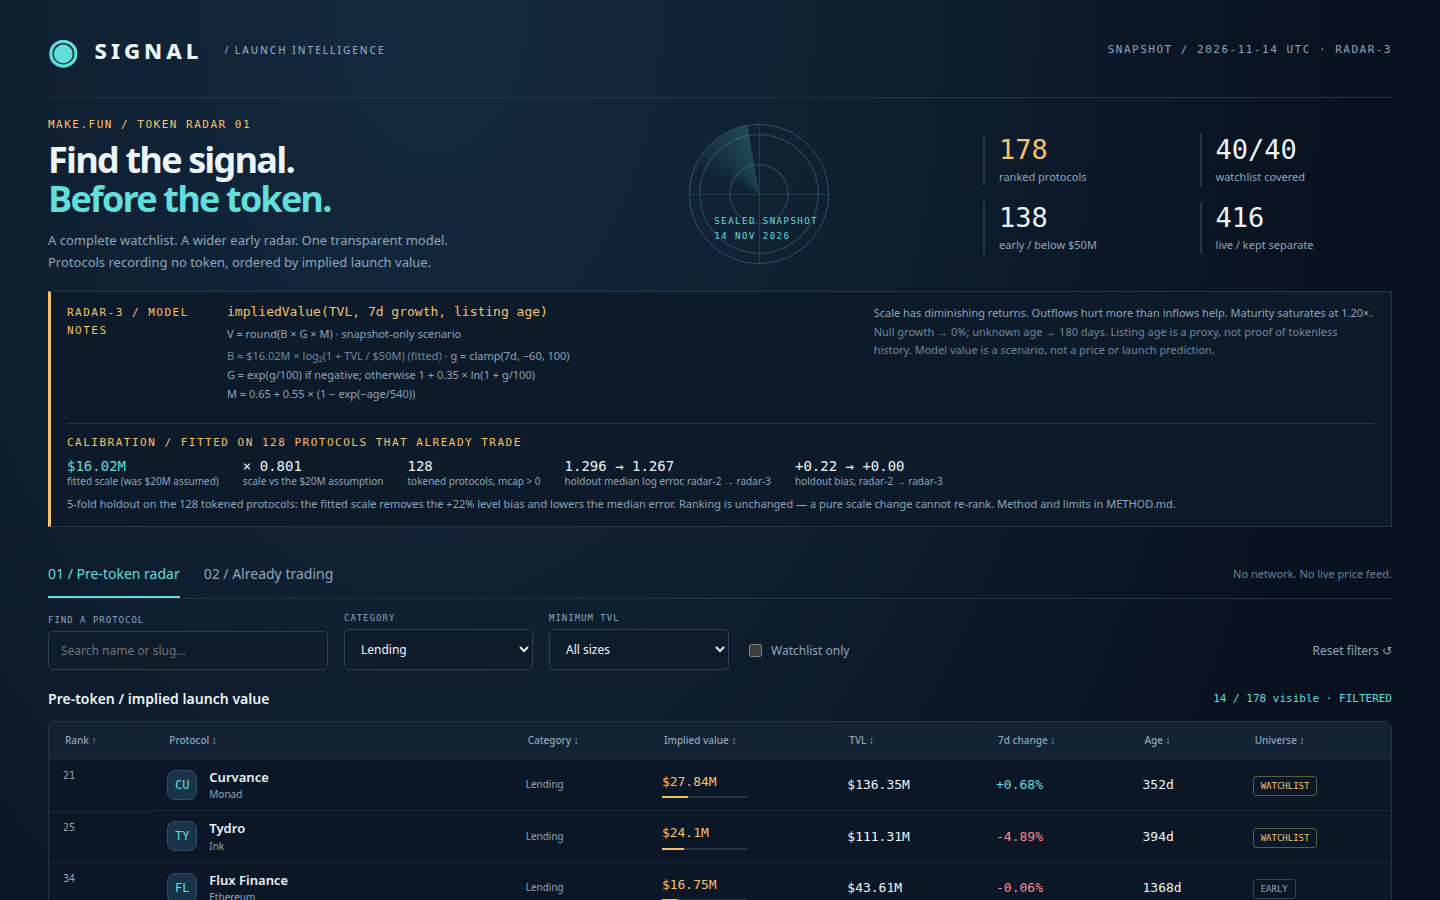 SIGNAL / LAUNCH INTELLIGENCE
SNAPSHOT / 2026-11-14 UTC · RADAR-3
MAKE.FUN / TOKEN RADAR 01
Find the signal.
Before the token.
A complete watchlist. A wider early radar. One transparent model.
Protocols recording no token, ordered by implied launch value.
SEALED SNAPSHOT
14 NOV 2026
178
ranked protocols
40/40
watchlist covered
138
early / below $50M
416
live / kept separate
RADAR-3 / MODEL
NOTES
impliedValue(TVL, 7d growth, listing age)
V = round(B × G × M) · snapshot-only scenario
B = $16.02M × log₂(1 + TVL / $50M) (fitted) · g = clamp(7d, −60, 100)
G = exp(g/100) if negative; otherwise 1 + 0.35 × ln(1 + g/100)
M = 0.65 + 0.55 × (1 − exp(−age/540))
Scale has diminishing returns. Outflows hurt more than inflows help. Maturity saturates at 1.20×.
Null growth → 0%; unknown age → 180 days. Listing age is a proxy, not proof of tokenless
history. Model value is a scenario, not a price or launch prediction.
CALIBRATION / FITTED ON 128 PROTOCOLS THAT ALREADY TRADE
$16.02M
fitted scale (was $20M assumed)
× 0.801
scale vs the $20M assumption
128
tokened protocols, mcap > 0
1.296 → 1.267
holdout median log error, radar-2 → radar-3
+0.22 → +0.00
holdout bias, radar-2 → radar-3
5-fold holdout on the 128 tokened protocols: the fitted scale removes the +22% level bias and lowers the median error. Ranking is unchanged — a pure scale change cannot re-rank. Method and limits in METHOD.md.
01 / Pre-token radar
02 / Already trading
No network. No live price feed.
FIND A PROTOCOL
Search name or slug...
CATEGORY
Lending
MINIMUM TVL
All sizes
Watchlist only
Reset filters ↺
Pre-token / implied launch value
14 / 178 visible · FILTERED
Rank ↑ Protocol ↕ Category ↕ Implied value ↕ TVL ↕ 7d change ↕ Age ↕ Universe ↕
21 CU Curvance Lending $27.84M $136.35M +0.68% 352d WATCHLIST
Monad
25 TY Tydro Lending $24.1M $111.31M -4.89% 394d WATCHLIST
Ink
34 FL Flux Finance Lending $16.75M $43.61M -0.06% 1368d EARLY
Ethereum